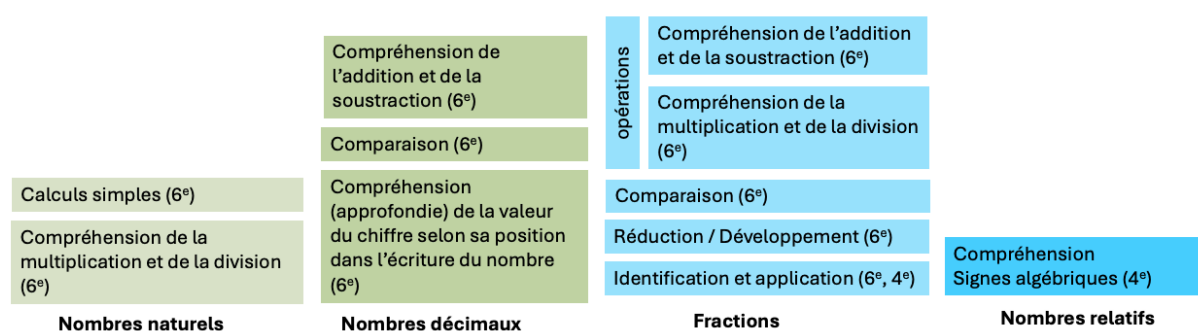 Calculs simples (6ᵉ)
Compréhension de la
multiplication et de la division
(6ᵉ)
Nombres naturels
Compréhension de
l’addition et de la
soustraction (6ᵉ)
Comparaison (6ᵉ)
Compréhension
(approfondie) de la valeur
du chiffre selon sa position
dans l’écriture du nombre
(6ᵉ)
Nombres décimaux
opérations
Compréhension de l’addition
et de la soustraction (6ᵉ)
Compréhension de la
multiplication et de la division
(6ᵉ)
Comparaison (6ᵉ)
Réduction / Développement (6ᵉ)
Identification et application (6ᵉ, 4ᵉ)
Fractions
Compréhension
Signes algébriques (4ᵉ)
Nombres relatifs